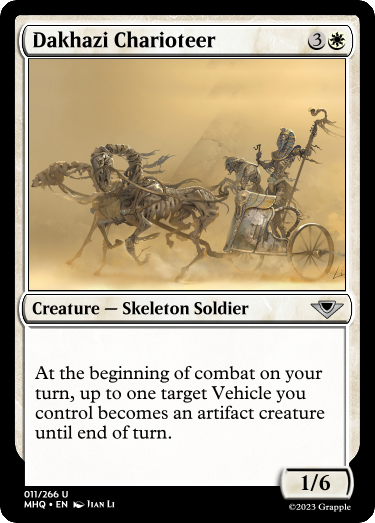 Dakhazi Charioteer 3
Creature — Skeleton Soldier
At the beginning of combat on your
turn, up to one target Vehicle you
control becomes an artifact creature
until end of turn.
1/6
011/266 U
MHQ • EN Jian Li
©2023 Grapple